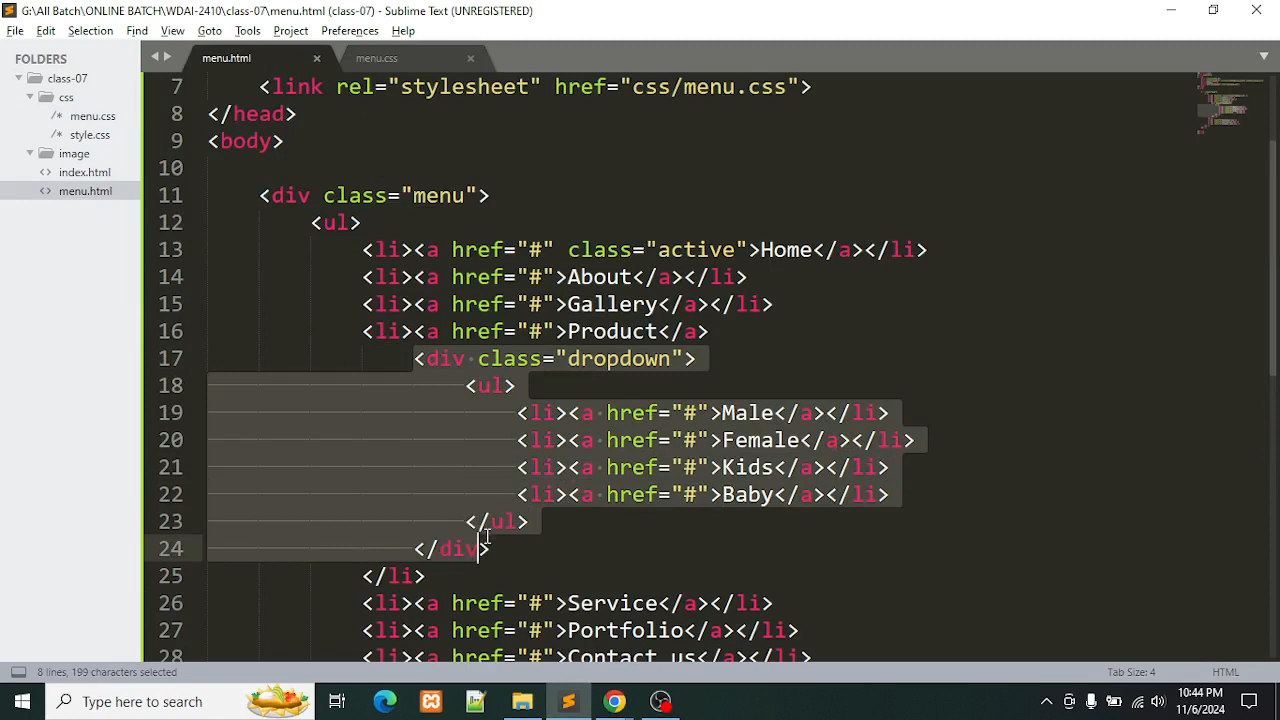 G:\All Batch\ONLINE BATCH\WDAI-2410\class-07\menu.html (class-07) - Sublime Text (UNREGISTERED)
File Edit Selection Find View Goto Tools Project Preferences Help
FOLDERS
class-07
css
menu.css
style.css
image
index.html
menu.html
menu.html × menu.css ×
7 <link rel="stylesheet" href="css/menu.css">
8 </head>
9 <body>
10
11 <div class="menu">
12 <ul>
13 <li><a href="#" class="active">Home</a></li>
14 <li><a href="#">About</a></li>
15 <li><a href="#">Gallery</a></li>
16 <li><a href="#">Product</a>
17 <div class="dropdown">
18 <ul>
19 <li><a href="#">Male</a></li>
20 <li><a href="#">Female</a></li>
21 <li><a href="#">Kids</a></li>
22 <li><a href="#">Baby</a></li>
23 </ul>
24 </div>
25 </li>
26 <li><a href="#">Service</a></li>
27 <li><a href="#">Portfolio</a></li>
28 <li><a href="#">Contact us</a></li>
8 lines, 199 characters selected Tab Size: 4 HTML
Type here to search
10:44 PM
11/6/2024